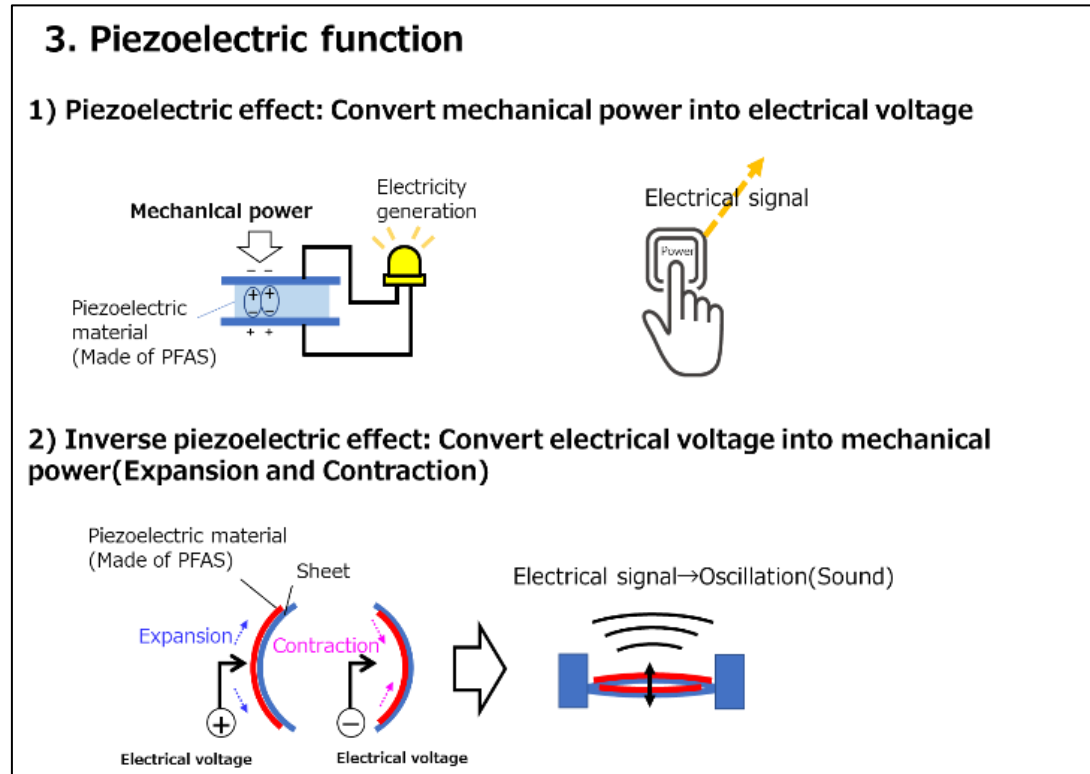 3. Piezoelectric function
1) Piezoelectric effect: Convert mechanical power into electrical voltage
Mechanical power
Electricity
generation
− −
+ +
− −
+ +
Piezoelectric
material
(Made of PFAS)
Electrical signal
Power
2) Inverse piezoelectric effect: Convert electrical voltage into mechanical
power(Expansion and Contraction)
Piezoelectric material
(Made of PFAS)
Sheet
Expansion
Contraction
+
−
Electrical voltage
Electrical voltage
Electrical signal→Oscillation(Sound)